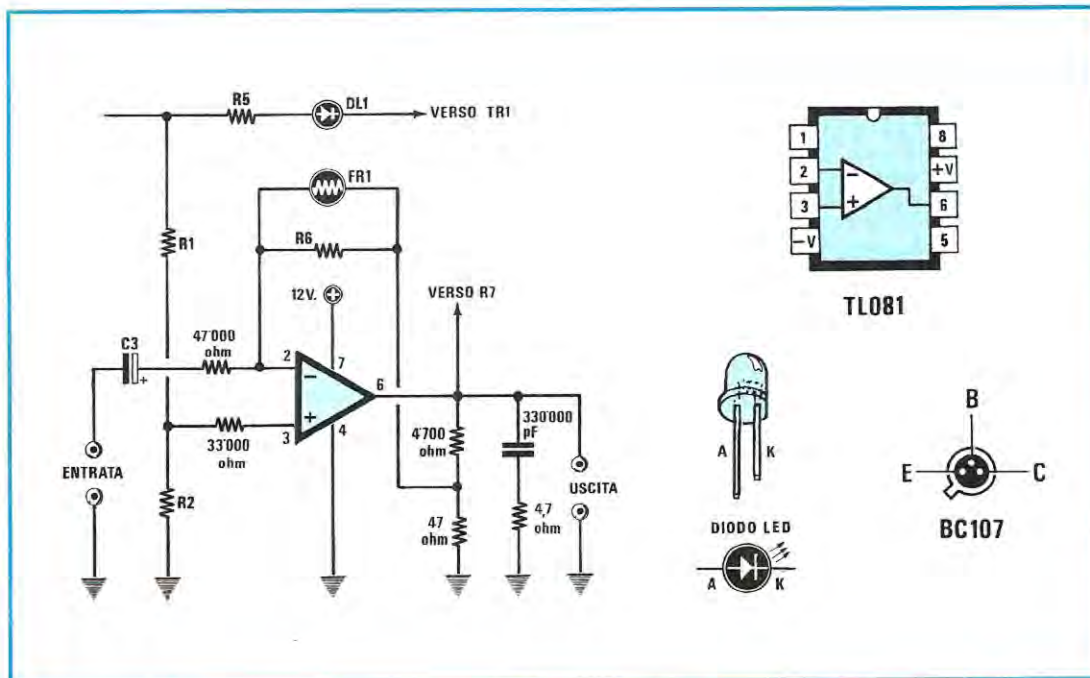 R5
DL1
VERSO TR1
FR1
R1
R6
12V.
VERSO R7
C3
+
47'000
ohm
2
7
6
3
4
33'000
ohm
4'700
ohm
330'000
pF
ENTRATA
R2
47
ohm
4,7
ohm
USCITA
1
8
2
+V
3
6
−V
5
TL081
A
K
DIODO LED
A
K
B
E
C
BC107